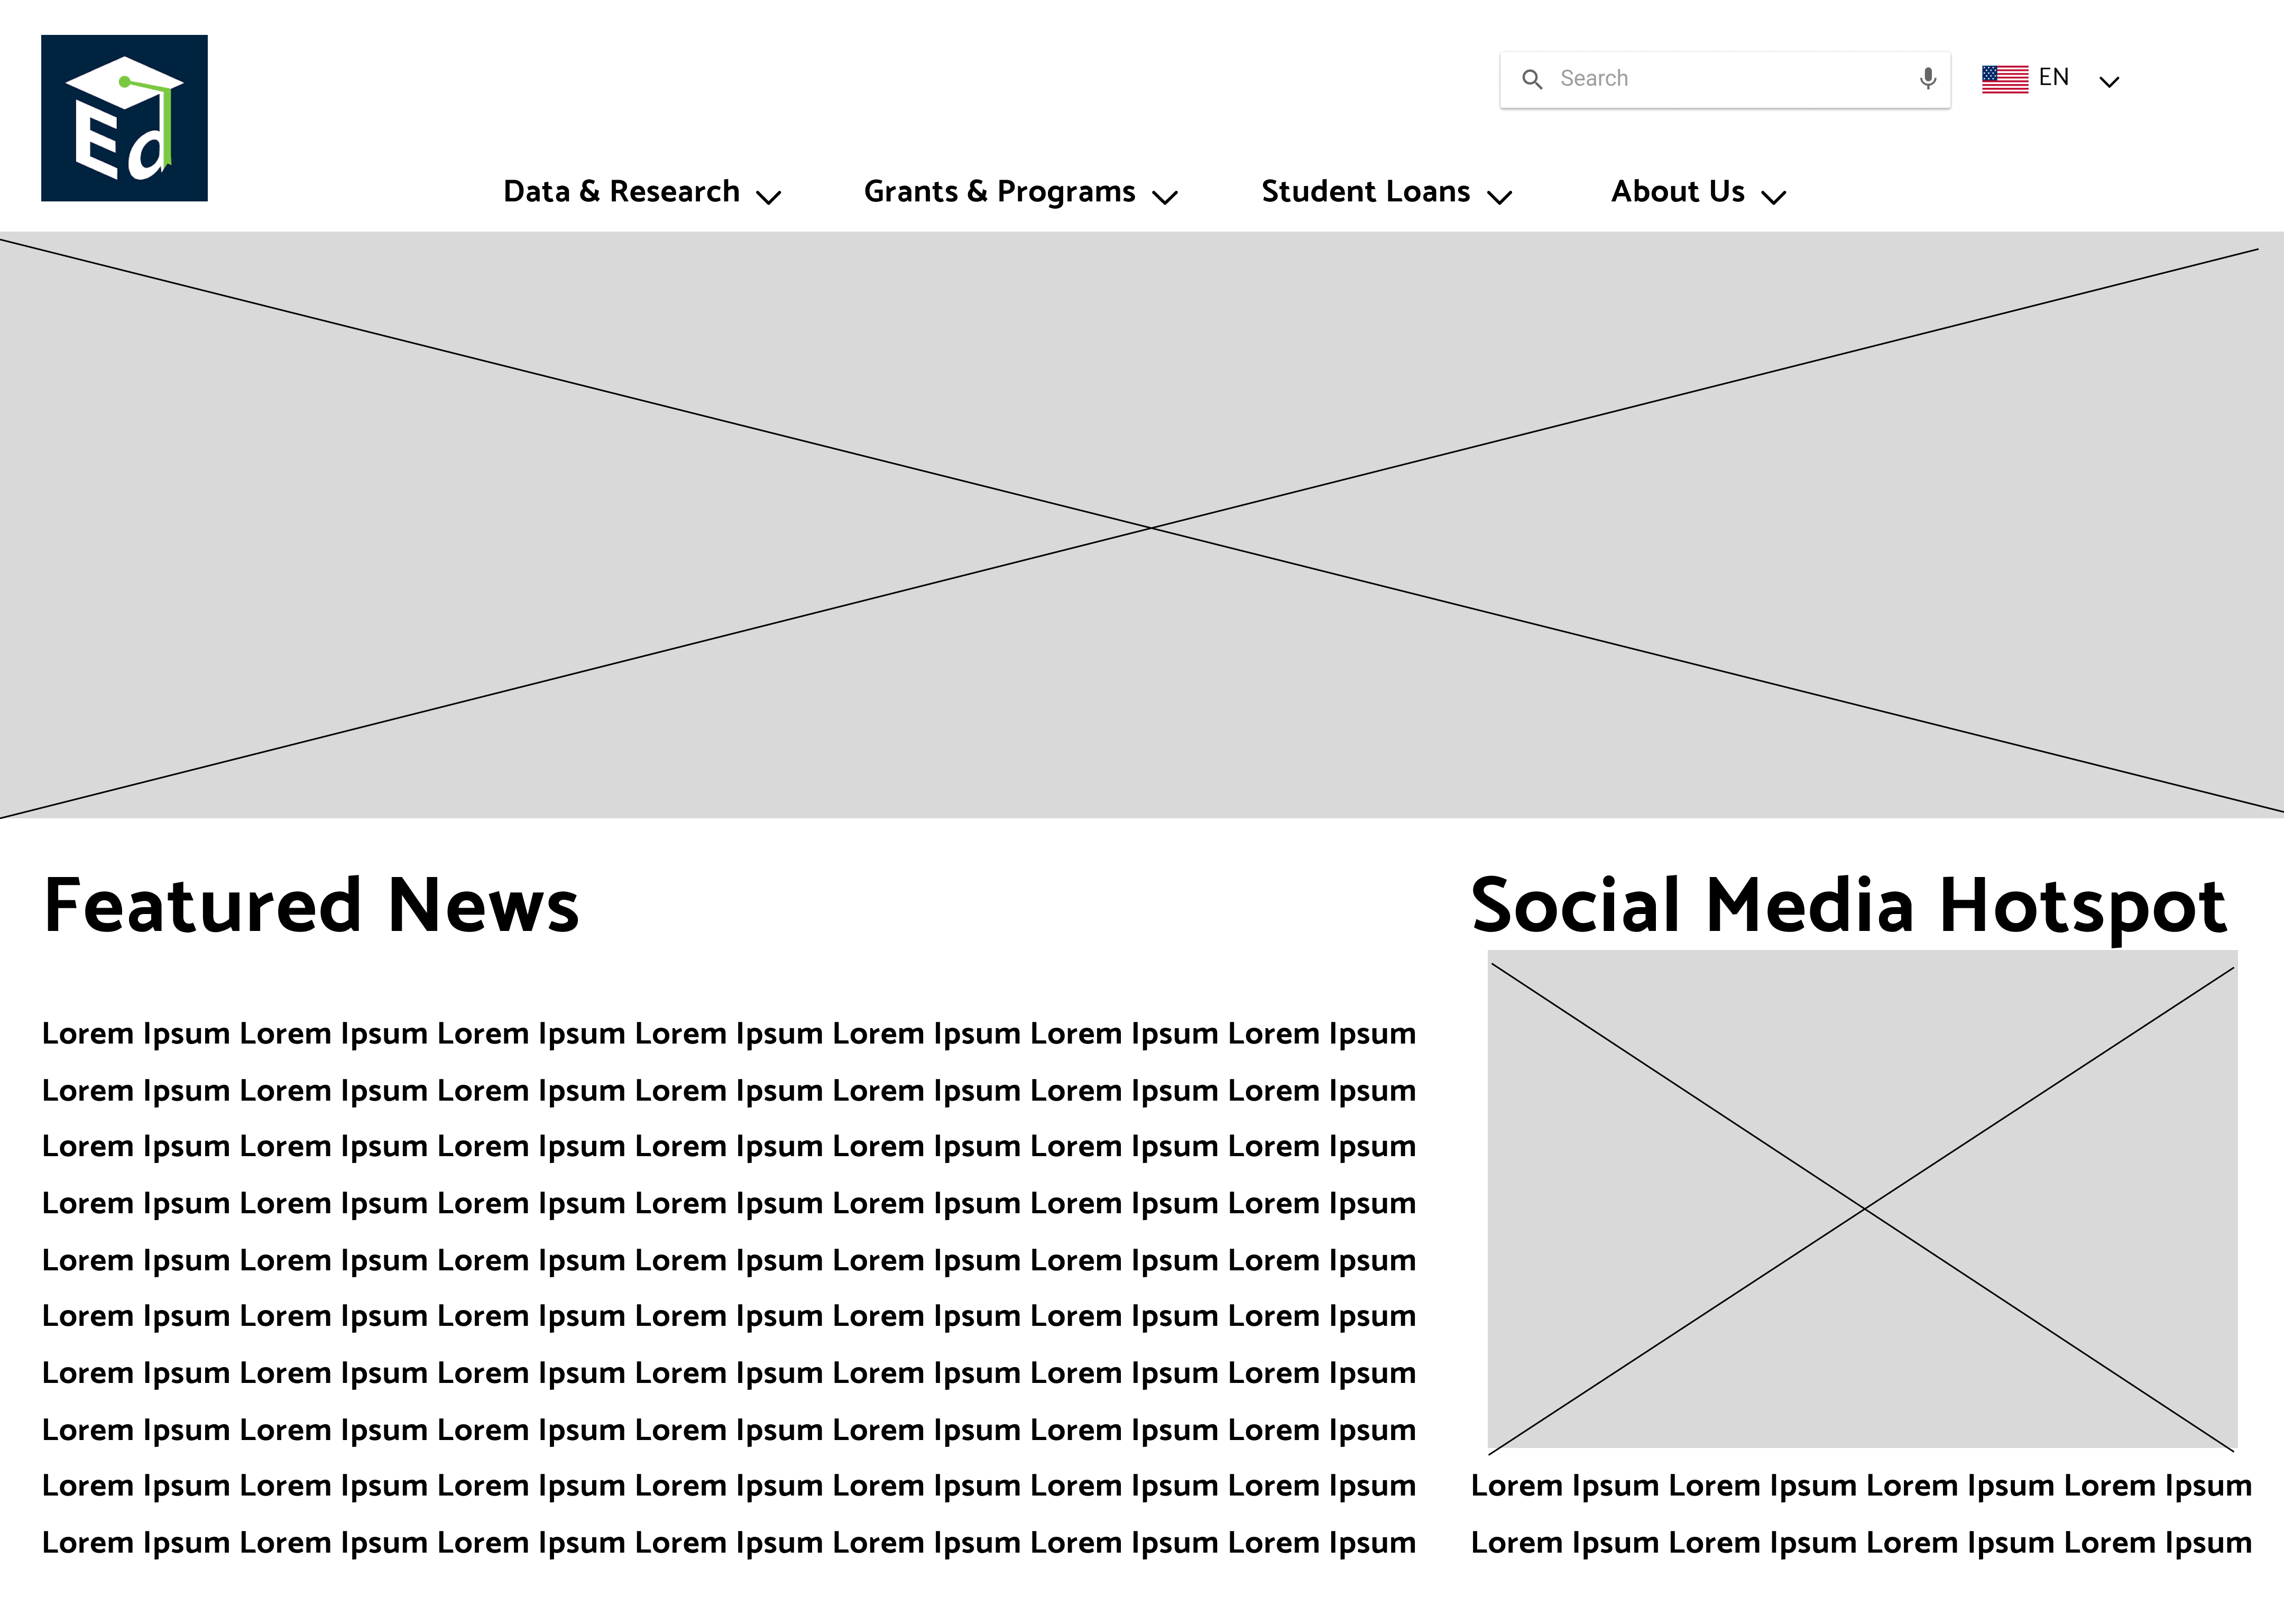 Ed
Search
EN
Data & Research
Grants & Programs
Student Loans
About Us
Featured News
Lorem Ipsum Lorem Ipsum Lorem Ipsum Lorem Ipsum Lorem Ipsum Lorem Ipsum Lorem Ipsum
Lorem Ipsum Lorem Ipsum Lorem Ipsum Lorem Ipsum Lorem Ipsum Lorem Ipsum Lorem Ipsum
Lorem Ipsum Lorem Ipsum Lorem Ipsum Lorem Ipsum Lorem Ipsum Lorem Ipsum Lorem Ipsum
Lorem Ipsum Lorem Ipsum Lorem Ipsum Lorem Ipsum Lorem Ipsum Lorem Ipsum Lorem Ipsum
Lorem Ipsum Lorem Ipsum Lorem Ipsum Lorem Ipsum Lorem Ipsum Lorem Ipsum Lorem Ipsum
Lorem Ipsum Lorem Ipsum Lorem Ipsum Lorem Ipsum Lorem Ipsum Lorem Ipsum Lorem Ipsum
Lorem Ipsum Lorem Ipsum Lorem Ipsum Lorem Ipsum Lorem Ipsum Lorem Ipsum Lorem Ipsum
Lorem Ipsum Lorem Ipsum Lorem Ipsum Lorem Ipsum Lorem Ipsum Lorem Ipsum Lorem Ipsum
Lorem Ipsum Lorem Ipsum Lorem Ipsum Lorem Ipsum Lorem Ipsum Lorem Ipsum Lorem Ipsum
Lorem Ipsum Lorem Ipsum Lorem Ipsum Lorem Ipsum Lorem Ipsum Lorem Ipsum Lorem Ipsum
Social Media Hotspot
Lorem Ipsum Lorem Ipsum Lorem Ipsum Lorem Ipsum
Lorem Ipsum Lorem Ipsum Lorem Ipsum Lorem Ipsum